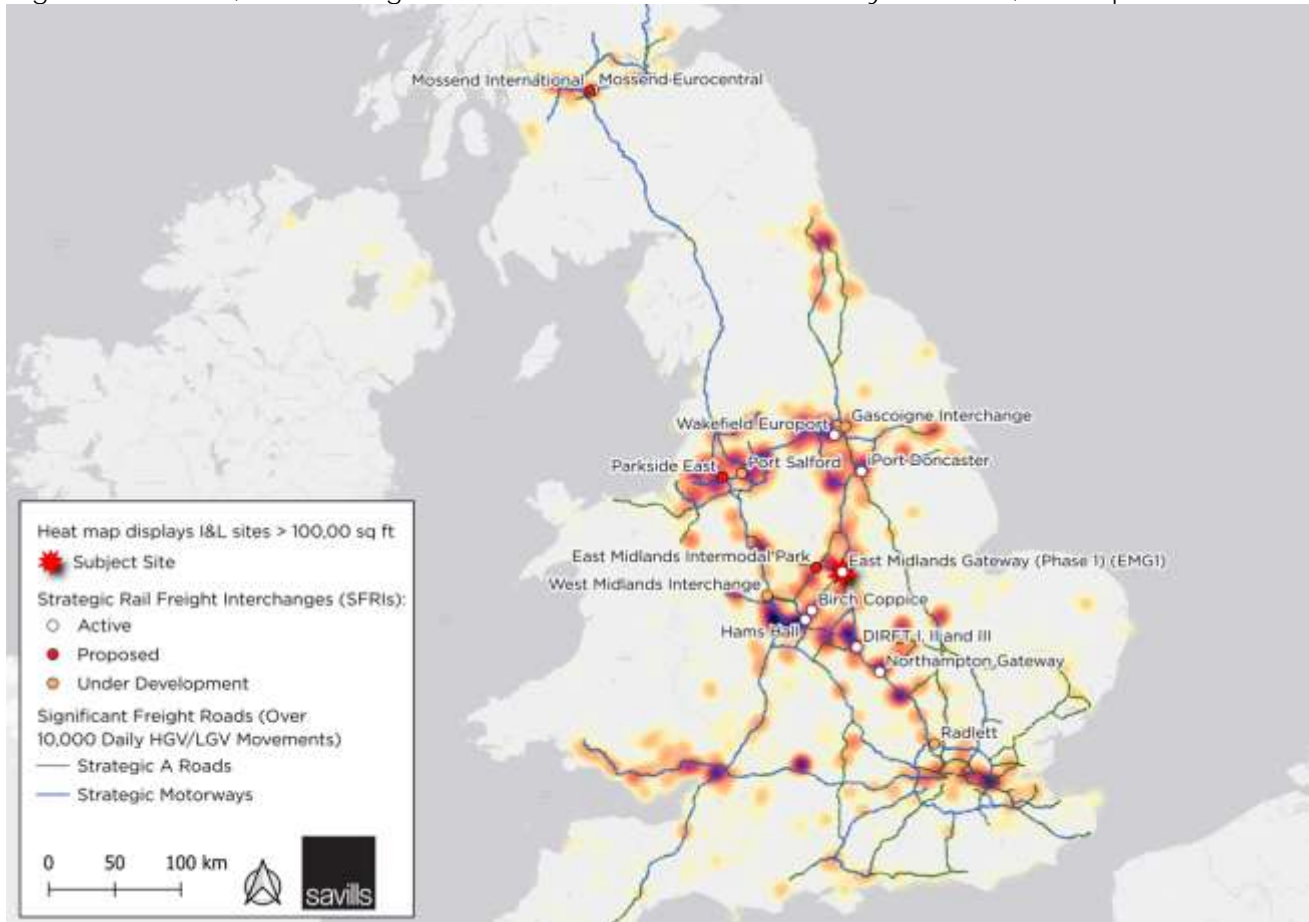 Mossend International
Mossend Eurocentral
Gascoigne Interchange
Wakefield Europort
Parkside East
Port Salford
iPort Doncaster
East Midlands Intermodal Park
East Midlands Gateway (Phase 1) (EMG1)
West Midlands Interchange
Birch Coppice
Hams Hall
DIRFT I, II and III
Northampton Gateway
Radlett
Heat map displays I&L sites > 100,00 sq ft
Subject Site
Strategic Rail Freight Interchanges (SFRIs):
Active
Proposed
Under Development
Significant Freight Roads (Over
10,000 Daily HGV/LGV Movements)
Strategic A Roads
Strategic Motorways
0 50 100 km
savills